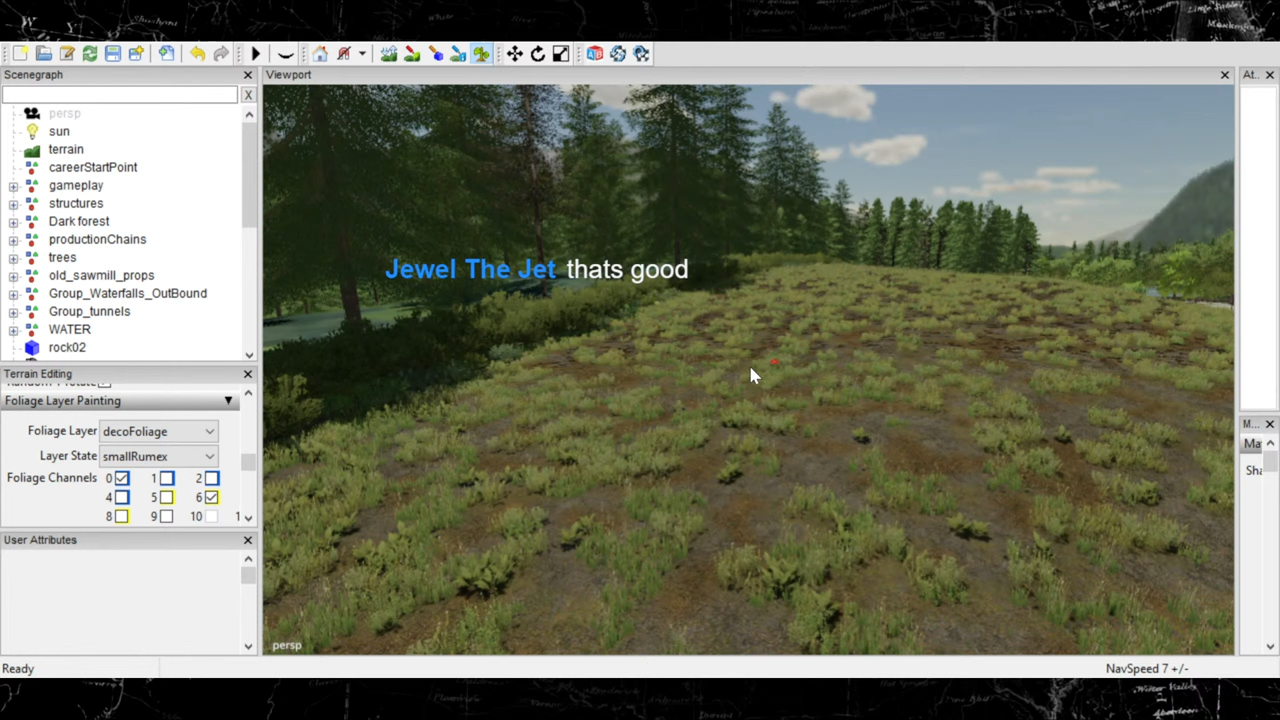 Scenegraph
Viewport
At..
X
persp
sun
terrain
careerStartPoint
gameplay
structures
Dark forest
productionChains
trees
old_sawmill_props
Group_Waterfalls_OutBound
Group_tunnels
WATER
rock02
Jewel The Jet thats good
Terrain Editing
Foliage Layer Painting
Foliage Layer decoFoliage
Layer State smallRumex
Foliage Channels 0 1 2
4 5 6
8 9 10 1
User Attributes
M...
Ma
Sha
persp
Ready
NavSpeed 7 +/-